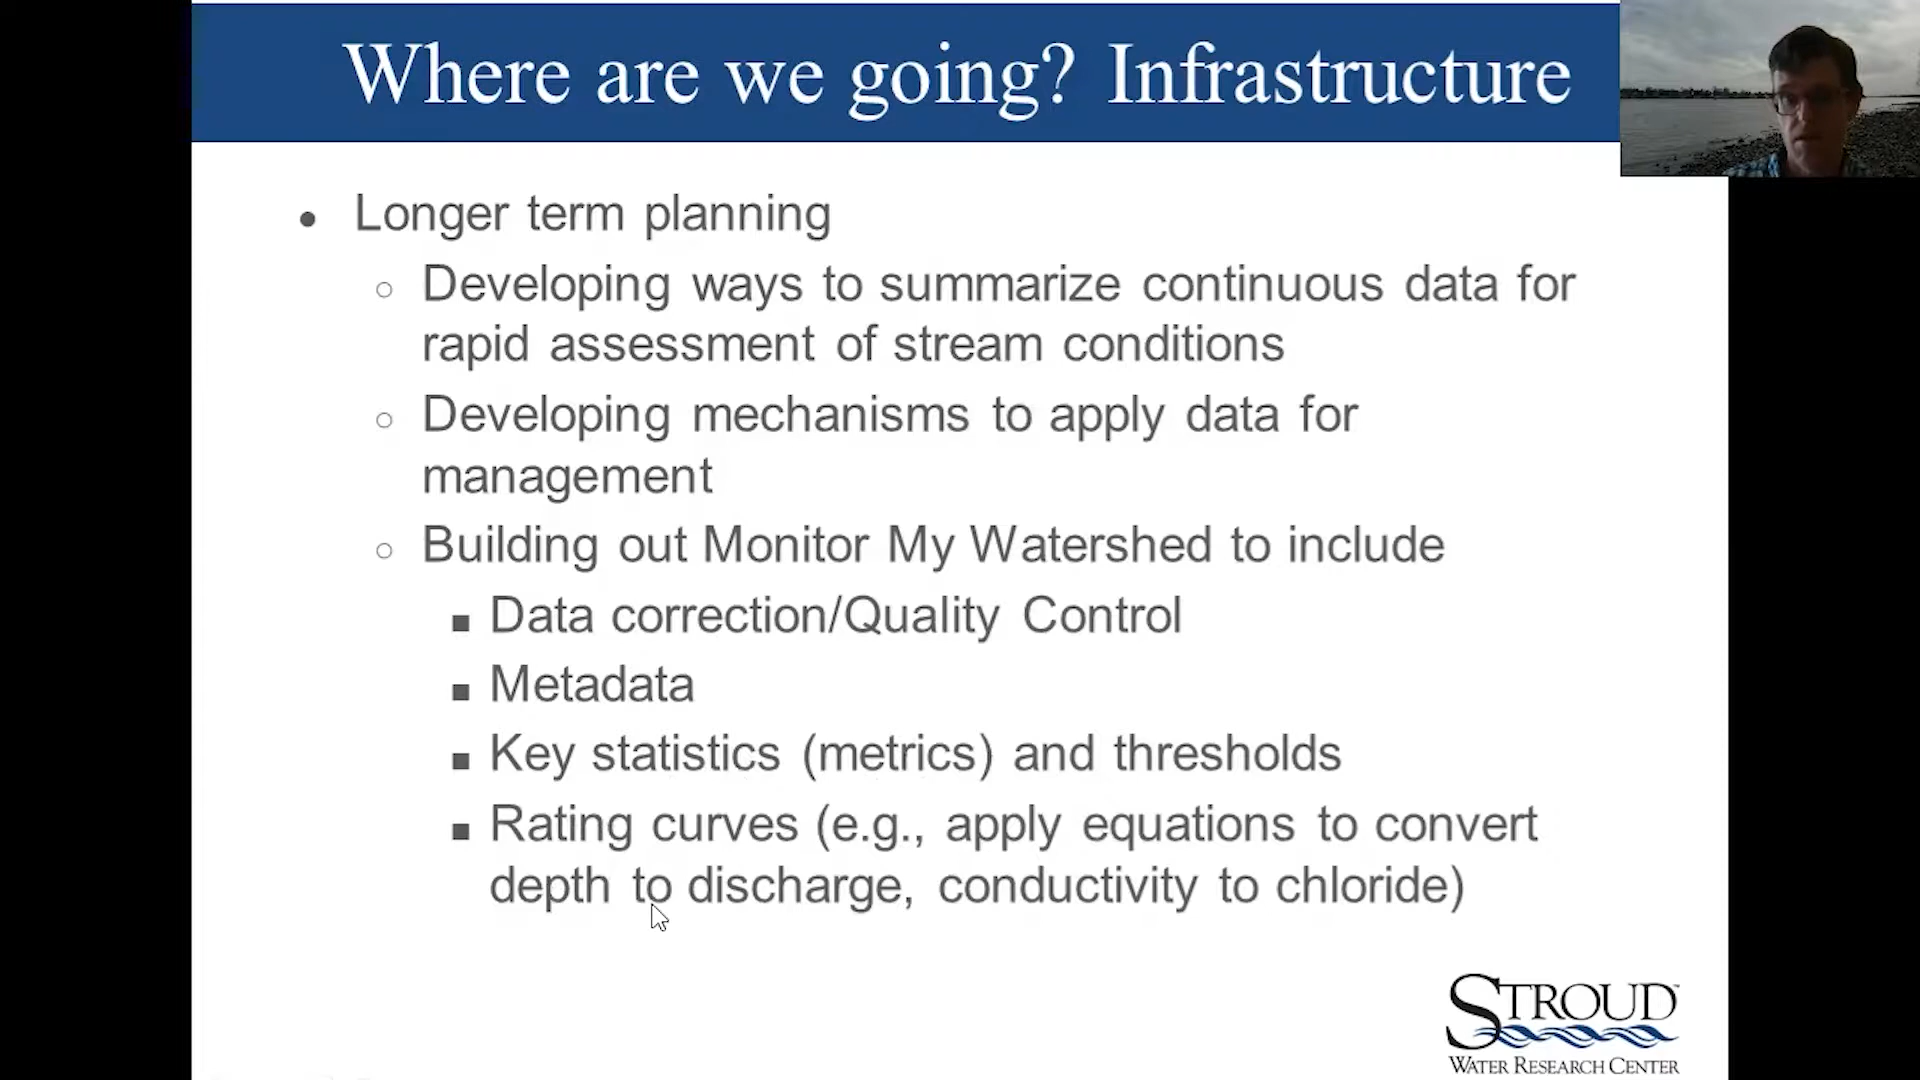 Where are we going? Infrastructure
Longer term planning
Developing ways to summarize continuous data for
rapid assessment of stream conditions
Developing mechanisms to apply data for
management
Building out Monitor My Watershed to include
Data correction/Quality Control
Metadata
Key statistics (metrics) and thresholds
Rating curves (e.g., apply equations to convert
depth to discharge, conductivity to chloride)
STROUD™
WATER RESEARCH CENTER